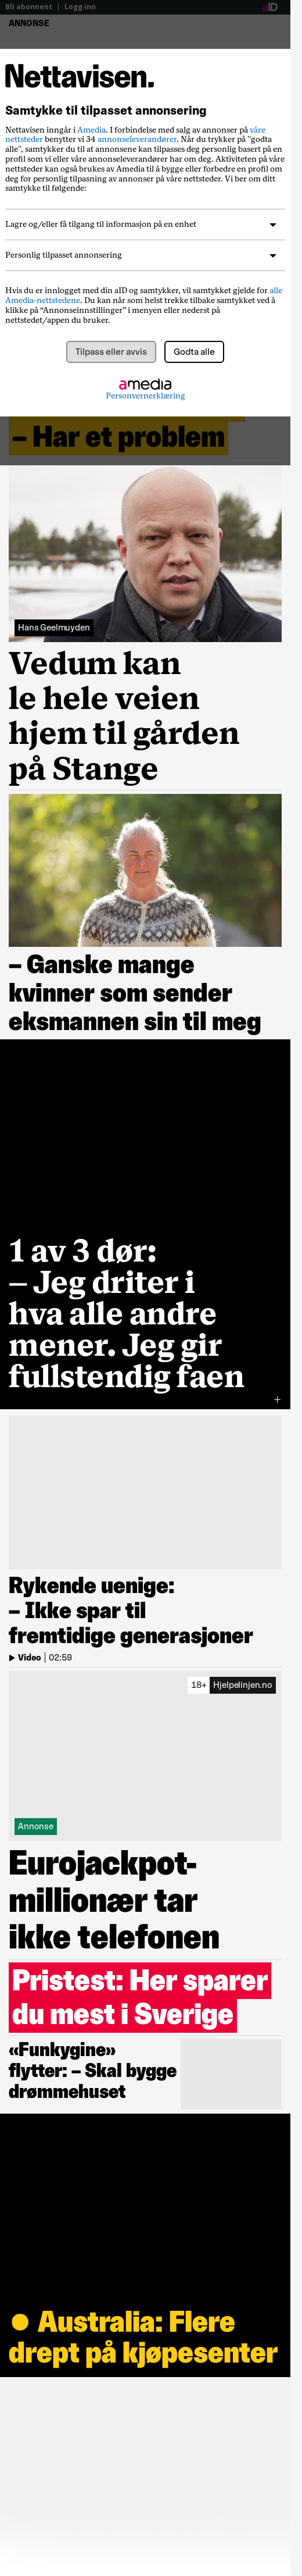 Bli abonnent | Logg inn
aID
ANNONSE
Nettavisen.
Samtykke til tilpasset annonsering
Nettavisen inngår i Amedia. I forbindelse med salg av annonser på våre
nettsteder benytter vi 34 annonseleverandører. Når du trykker på "godta
alle", samtykker du til at annonsene kan tilpasses deg personlig basert på en
profil som vi eller våre annonseleverandører har om deg. Aktiviteten på våre
nettsteder kan også brukes av Amedia til å bygge eller forbedre en profil om
deg for personlig tilpasning av annonser på våre nettsteder. Vi ber om ditt
samtykke til følgende:
Lagre og/eller få tilgang til informasjon på en enhet
Personlig tilpasset annonsering
Hvis du er innlogget med din aID og samtykker, vil samtykket gjelde for alle
Amedia-nettstedene. Du kan når som helst trekke tilbake samtykket ved å
klikke på “Annonseinnstillinger” i menyen eller nederst på
nettstedet/appen du bruker.
Tilpass eller avvis
Godta alle
amedia
Personvernerklæring
– Har et problem
Hans Geelmuyden
Vedum kan
le hele veien
hjem til gården
på Stange
– Ganske mange
kvinner som sender
eksmannen sin til meg
1 av 3 dør:
– Jeg driter i
hva alle andre
mener. Jeg gir
fullstendig faen
+
Rykende uenige:
– Ikke spar til
fremtidige generasjoner
Video | 02:59
18+ Hjelpelinjen.no
Annonse
Eurojackpot-
millionær tar
ikke telefonen
Pristest: Her sparer
du mest i Sverige
«Funkygine»
flytter: – Skal bygge
drømmehuset
Australia: Flere
drept på kjøpesenter